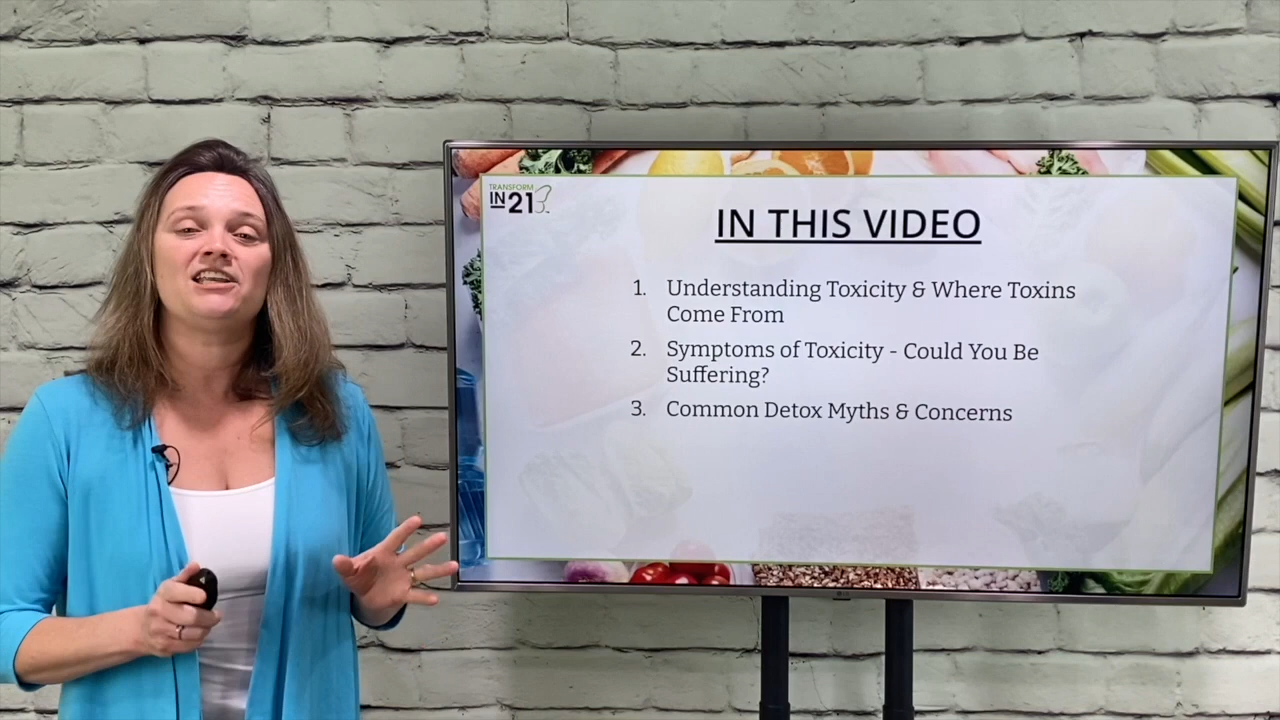 TRANSFORM
IN 21
IN THIS VIDEO
1. Understanding Toxicity & Where Toxins
Come From
2. Symptoms of Toxicity - Could You Be
Suffering?
3. Common Detox Myths & Concerns
LG